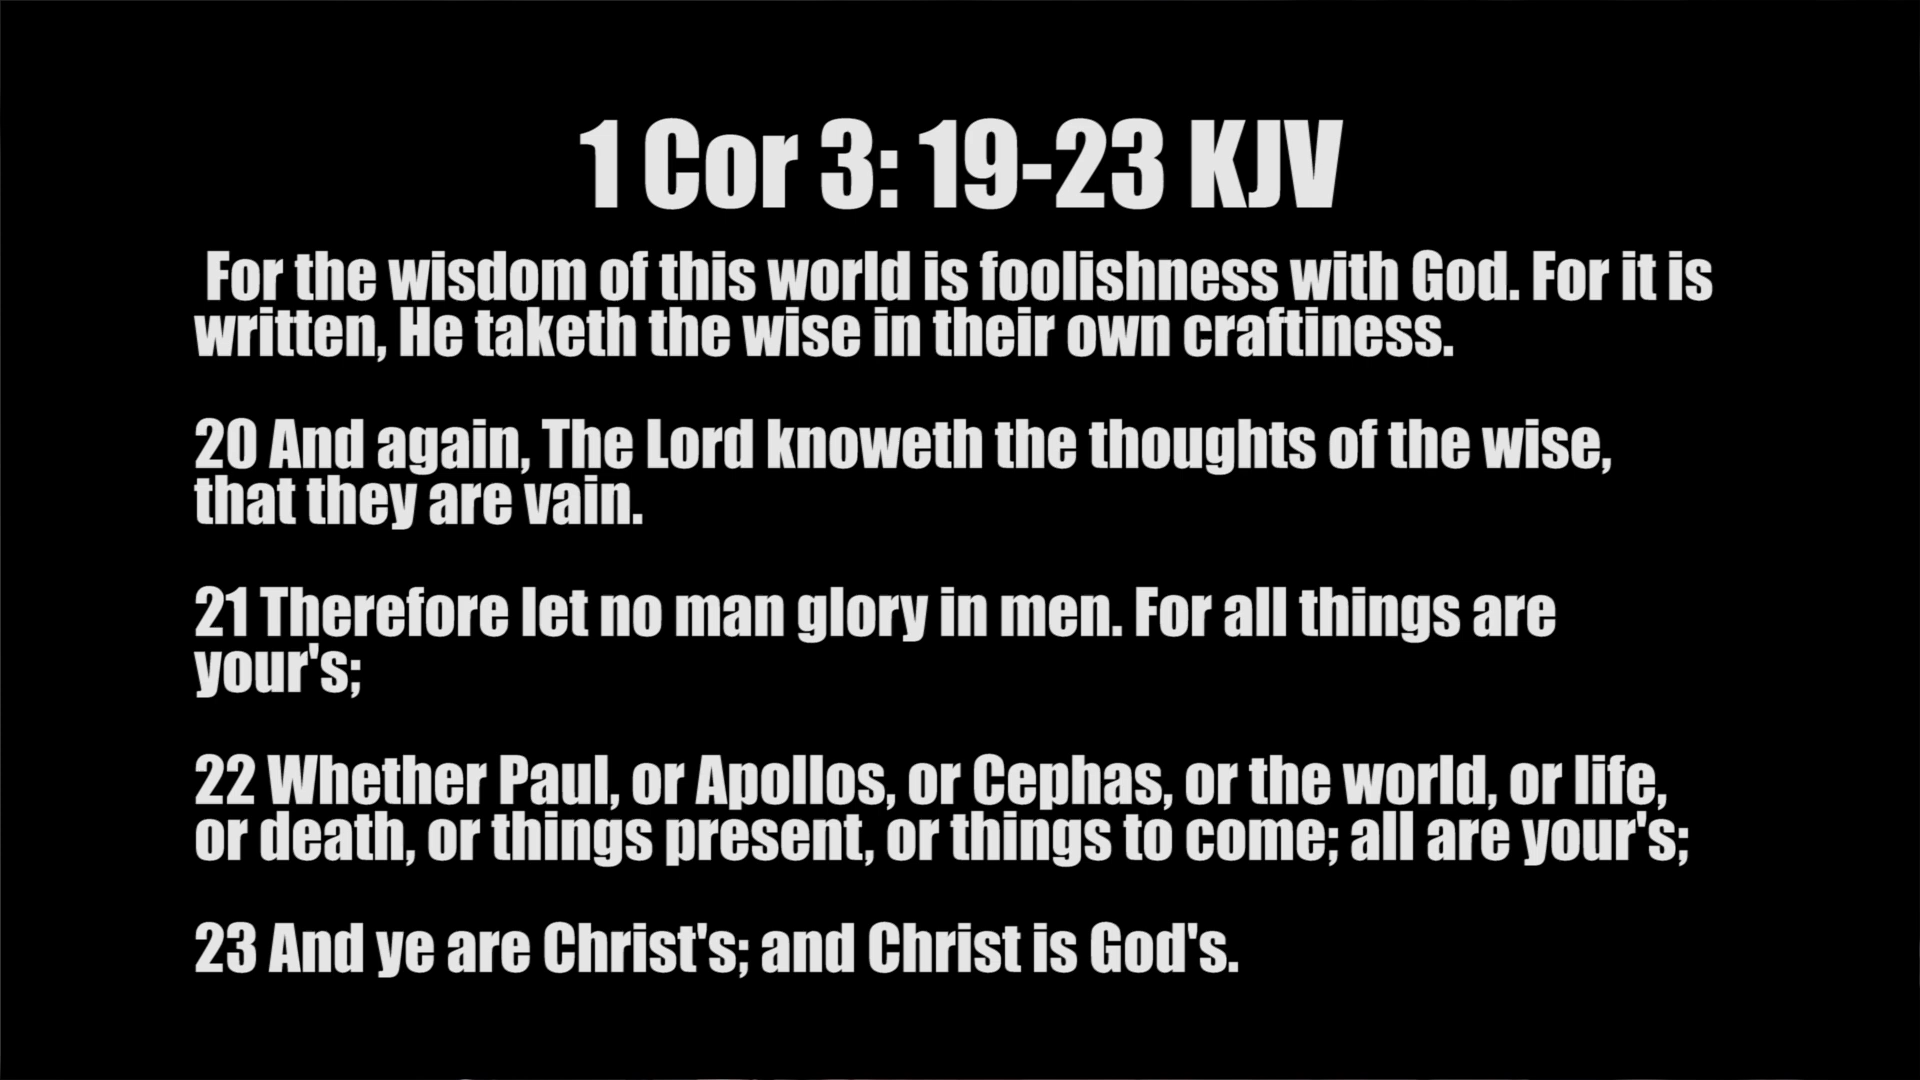 1 Cor 3: 19-23 KJV
For the wisdom of this world is foolishness with God. For it is
written, He taketh the wise in their own craftiness.
20 And again, The Lord knoweth the thoughts of the wise,
that they are vain.
21 Therefore let no man glory in men. For all things are
your's;
22 Whether Paul, or Apollos, or Cephas, or the world, or life,
or death, or things present, or things to come; all are your's;
23 And ye are Christ's; and Christ is God's.